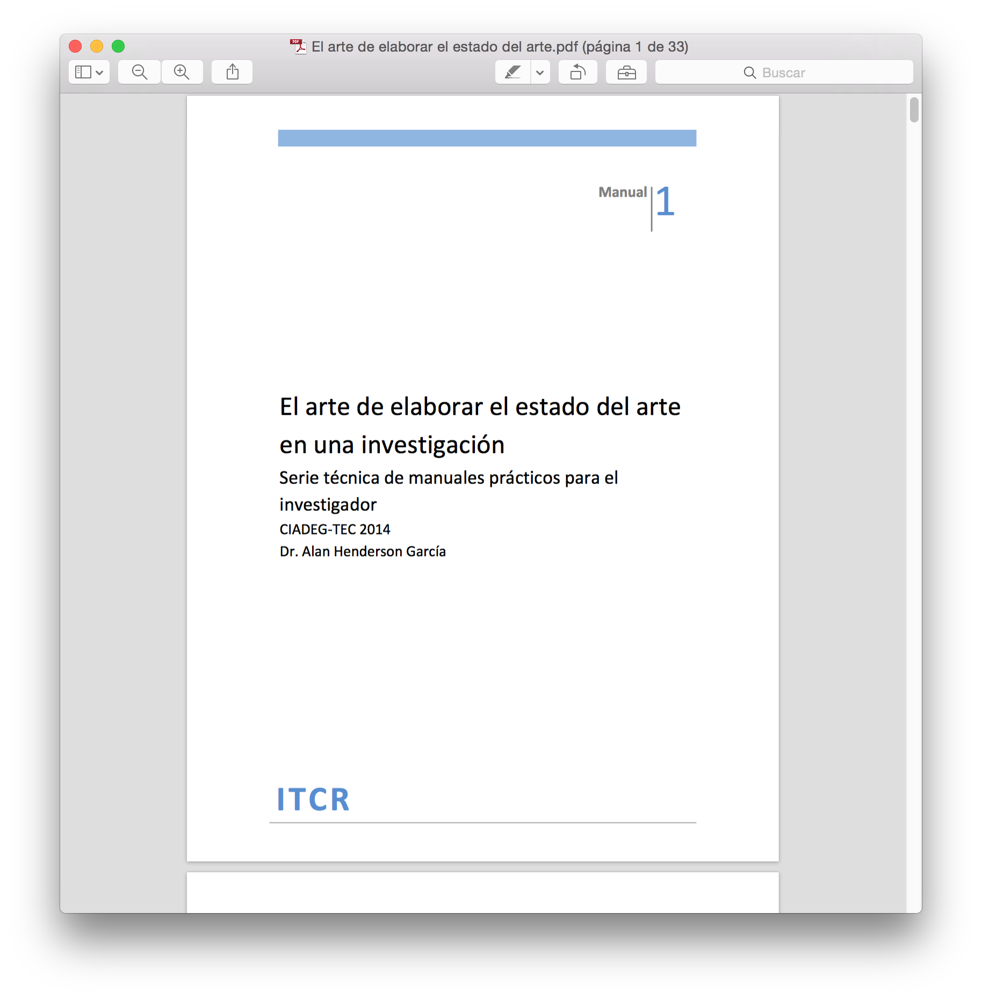 El arte de elaborar el estado del arte.pdf (página 1 de 33)
Buscar
Manual 1
El arte de elaborar el estado del arte
en una investigación
Serie técnica de manuales prácticos para el
investigador
CIADEG-TEC 2014
Dr. Alan Henderson García
ITCR